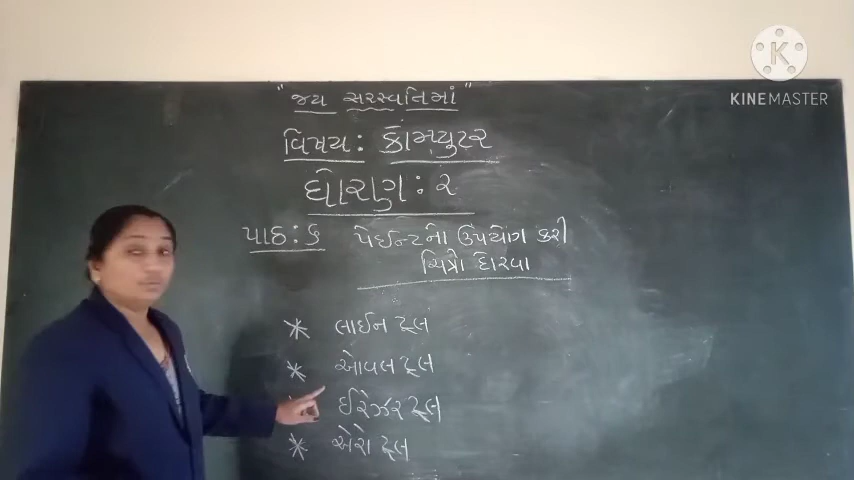 "જય સરસ્વતિમાં"
વિષય: કોમ્પ્યુટર
ધોરણ: ૨
પાઠ: ૬ પેઈન્ટનો ઉપયોગ કરી
ચિત્રો દોરવા
* લાઈન ટૂલ
* ઓવલ ટૂલ
ઈરેઝર ટૂલ
* એરો ટૂલ
K
KINEMASTER